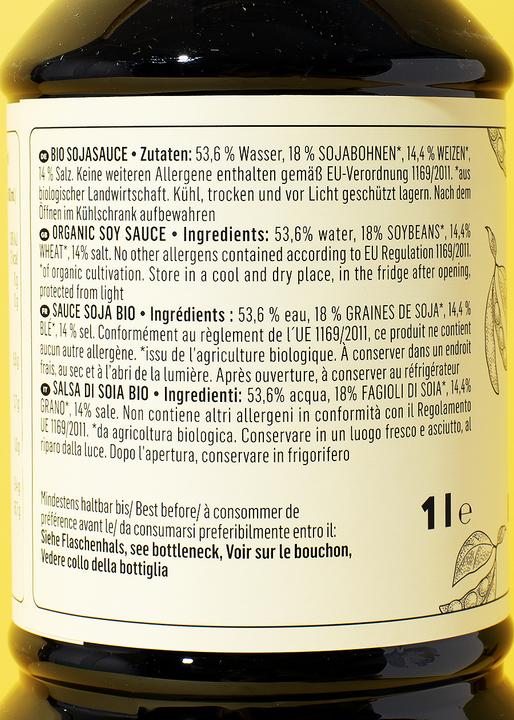 DE BIO SOJASAUCE • Zutaten: 53,6 % Wasser, 18 % SOJABOHNEN*, 14,4 % WEIZEN*,
14 % Salz. Keine weiteren Allergene enthalten gemäß EU-Verordnung 1169/2011. *aus
biologischer Landwirtschaft. Kühl, trocken und vor Licht geschützt lagern. Nach dem
Öffnen im Kühlschrank aufbewahren
ORGANIC SOY SAUCE • Ingredients: 53,6% water, 18% SOYBEANS*, 14,4%
WHEAT*, 14% salt. No other allergens contained according to EU Regulation 1169/2011.
*of organic cultivation. Store in a cool and dry place, in the fridge after opening,
protected from light
SAUCE SOJA BIO • Ingrédients : 53,6 % eau, 18 % GRAINES DE SOJA*, 14,4 %
BLÉ*, 14 % sel. Conformément au règlement de l´UE 1169/2011, ce produit ne contient
aucun autre allergène. *issu de l'agriculture biologique. À conserver dans un endroit
frais, au sec et à l'abri de la lumière. Après ouverture, à conserver au réfrigérateur
IT SALSA DI SOIA BIO • Ingredienti: 53,6% acqua, 18% FAGIOLI DI SOIA*, 14,4%
GRANO*, 14% sale. Non contiene altri allergeni in conformità con il Regolamento
UE 1169/2011. *da agricoltura biologica. Conservare in un luogo fresco e asciutto, al
riparo dalla luce. Dopo l'apertura, conservare in frigorifero
Mindestens haltbar bis/ Best before/ à consommer de
préférence avant le/ da consumarsi preferibilmente entro il:
Siehe Flaschenhals, see bottleneck, Voir sur le bouchon,
Vedere collo della bottiglia
1 l e